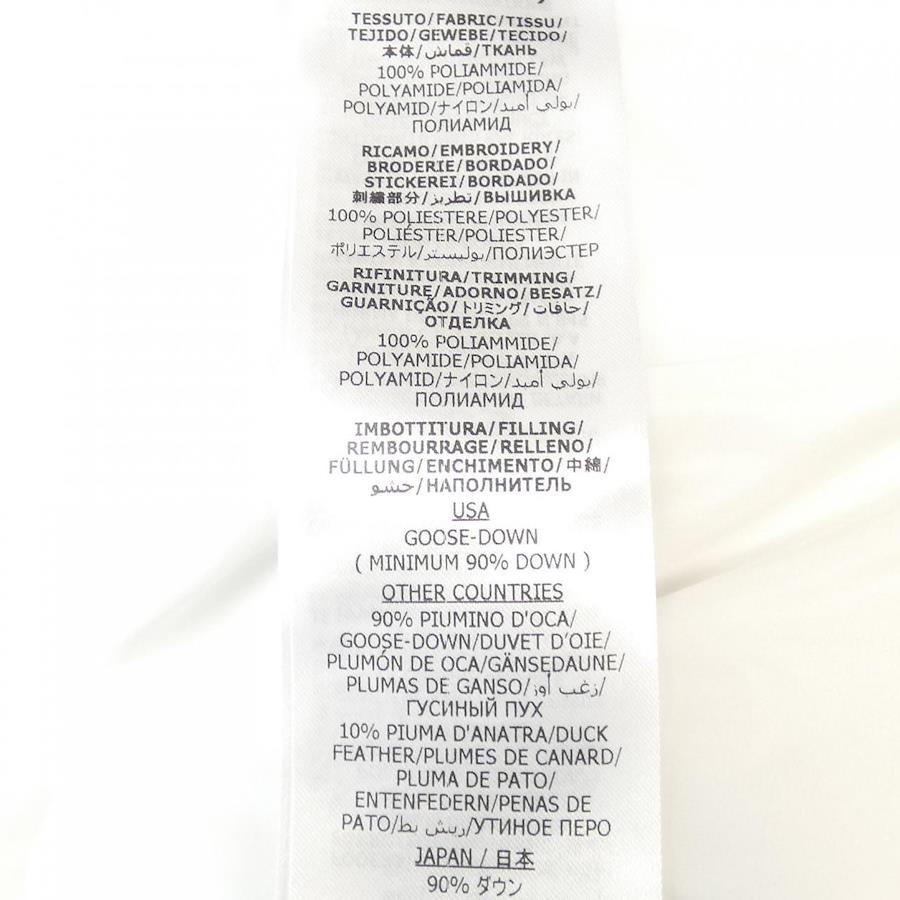 TESSUTO/FABRIC/TISSU/
TEJIDO/GEWEBE/TECIDO/
本体/قماش/ТКАНЬ
100% POLIAMMIDE/
POLYAMIDE/POLIAMIDA/
POLYAMID/ナイロン/بولي أميد/
ПОЛИАМИД
RICAMO/EMBROIDERY/
BRODERIE/BORDADO/
STICKEREI/BORDADO/
刺繍部分/تطريز/ВЫШИВКА
100% POLIESTERE/POLYESTER/
POLIÉSTER/POLIESTER/
ポリエステル/بوليستر/ПОЛИЭСТЕР
RIFINITURA/TRIMMING/
GARNITURE/ADORNO/BESATZ/
GUARNIÇÃO/トリミング/حافات/
ОТДЕЛКА
100% POLIAMMIDE/
POLYAMIDE/POLIAMIDA/
POLYAMID/ナイロン/بولي أميد/
ПОЛИАМИД
IMBOTTITURA/FILLING/
REMBOURRAGE/RELLENO/
FÜLLUNG/ENCHIMENTO/中綿/
حشو/НАПОЛНИТЕЛЬ
USA
GOOSE-DOWN
( MINIMUM 90% DOWN )
OTHER COUNTRIES
90% PIUMINO D'OCA/
GOOSE-DOWN/DUVET D'OIE/
PLUMÓN DE OCA/GÄNSEDAUNE/
PLUMAS DE GANSO/زغب أوز/
ГУСИНЫЙ ПУХ
10% PIUMA D'ANATRA/DUCK
FEATHER/PLUMES DE CANARD/
PLUMA DE PATO/
ENTENFEDERN/PENAS DE
PATO/ريش بط/УТИНОЕ ПЕРО
JAPAN / 日本
90% ダウン